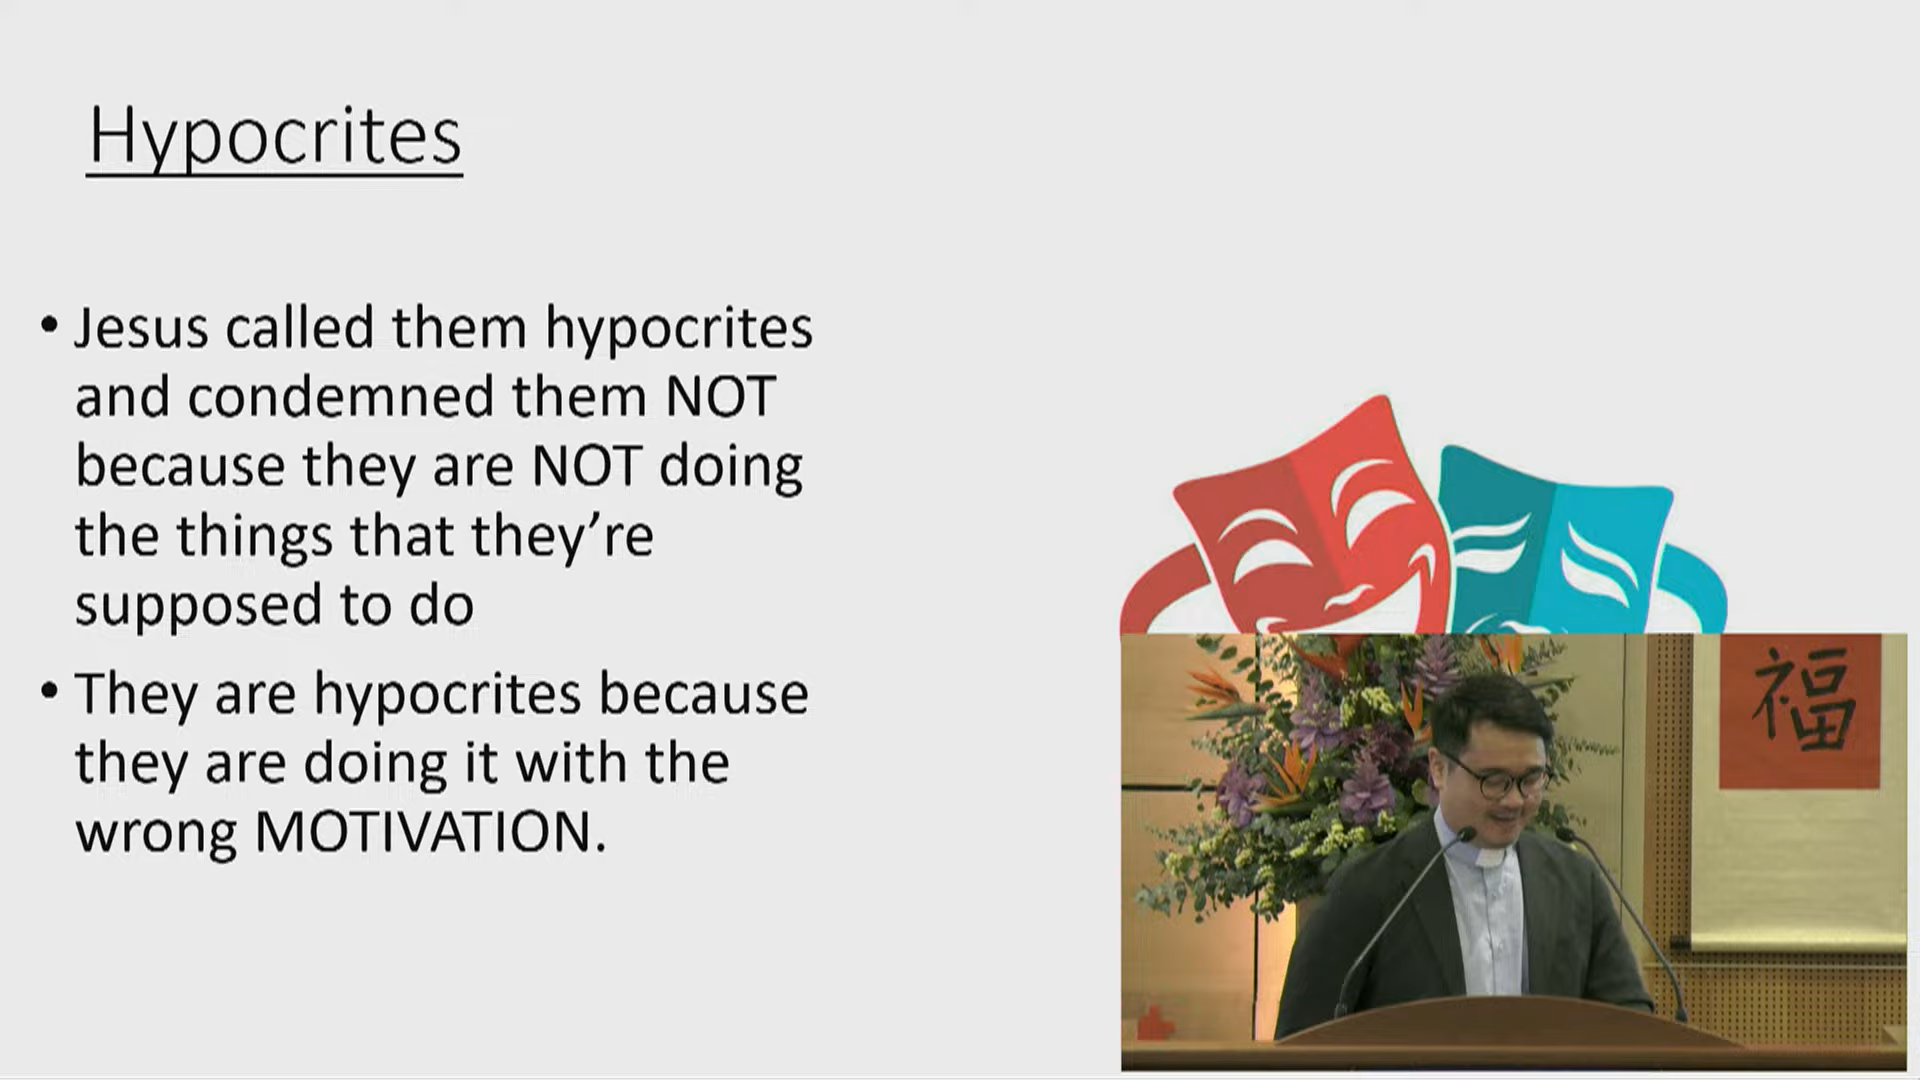 Hypocrites
• Jesus called them hypocrites
and condemned them NOT
because they are NOT doing
the things that they’re
supposed to do
• They are hypocrites because
they are doing it with the
wrong MOTIVATION.
福